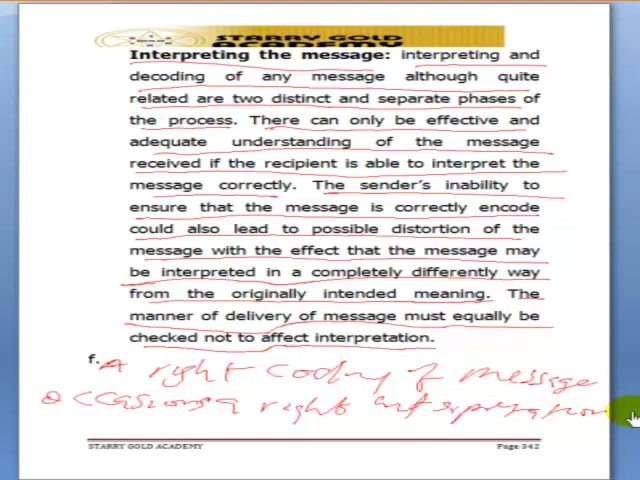 STARRY GOLD
ACADEMY
Interpreting the message: interpreting and
decoding of any message although quite
related are two distinct and separate phases of
the process. There can only be effective and
adequate understanding of the message
received if the recipient is able to interpret the
message correctly. The sender's inability to
ensure that the message is correctly encode
could also lead to possible distortion of the
message with the effect that the message may
be interpreted in a completely differently way
from the originally intended meaning. The
manner of delivery of message must equally be
checked not to affect interpretation.
f.
A right coding of message
occasions a right interpretation
STARRY GOLD ACADEMY Page 342